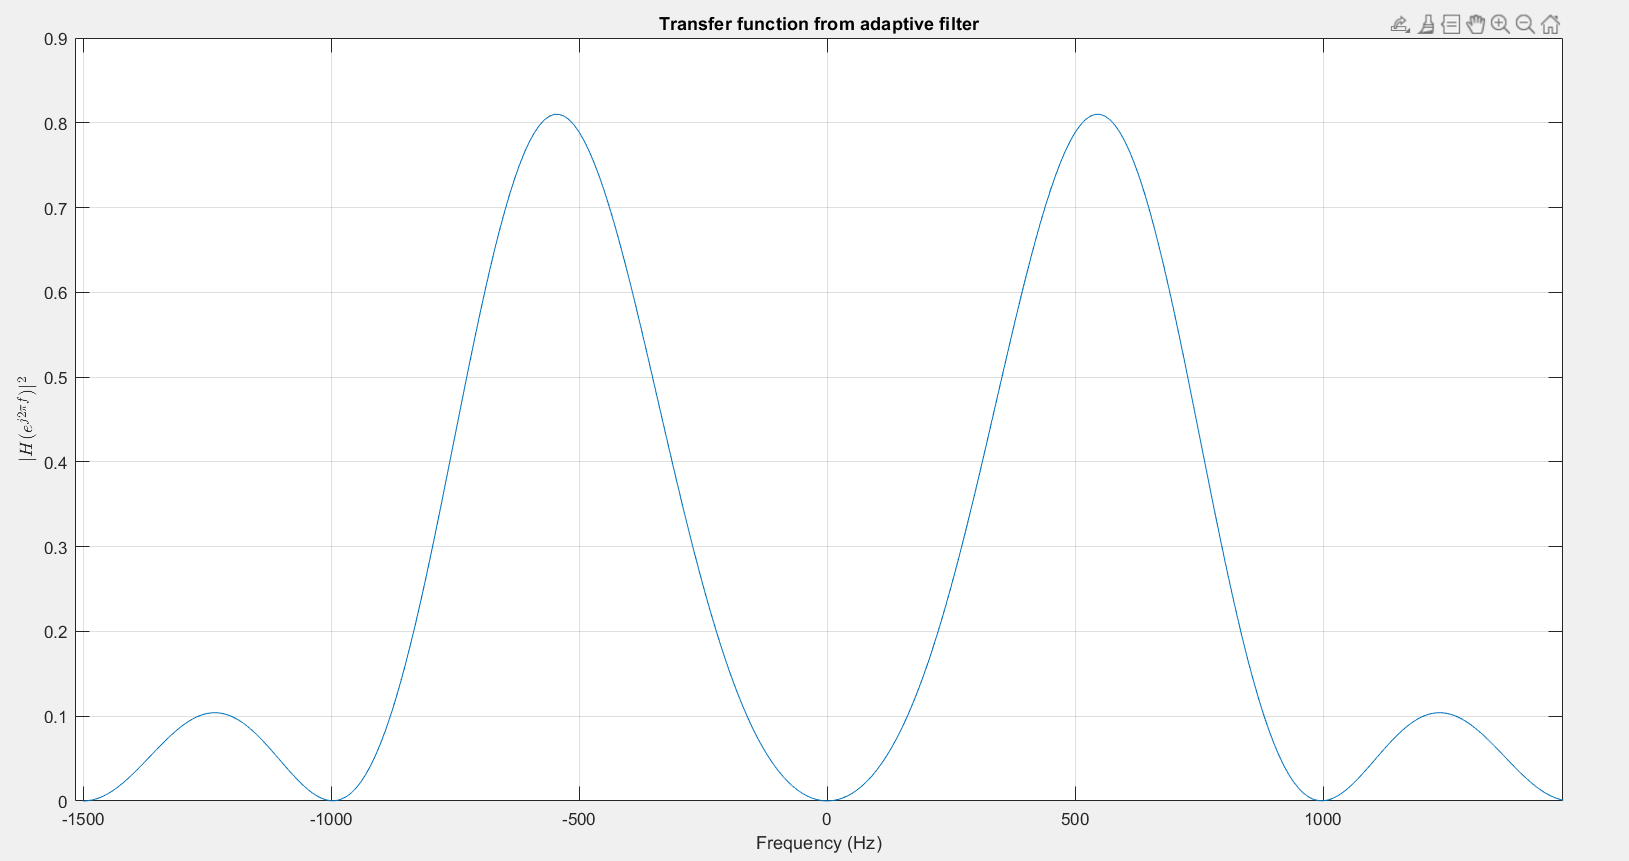 Transfer function from adaptive filter
0.9
0.8
0.7
0.6
0.5
0.4
0.3
0.2
0.1
0
|H(e^{j2πf})|^2
-1500 -1000 -500 0 500 1000
Frequency (Hz)